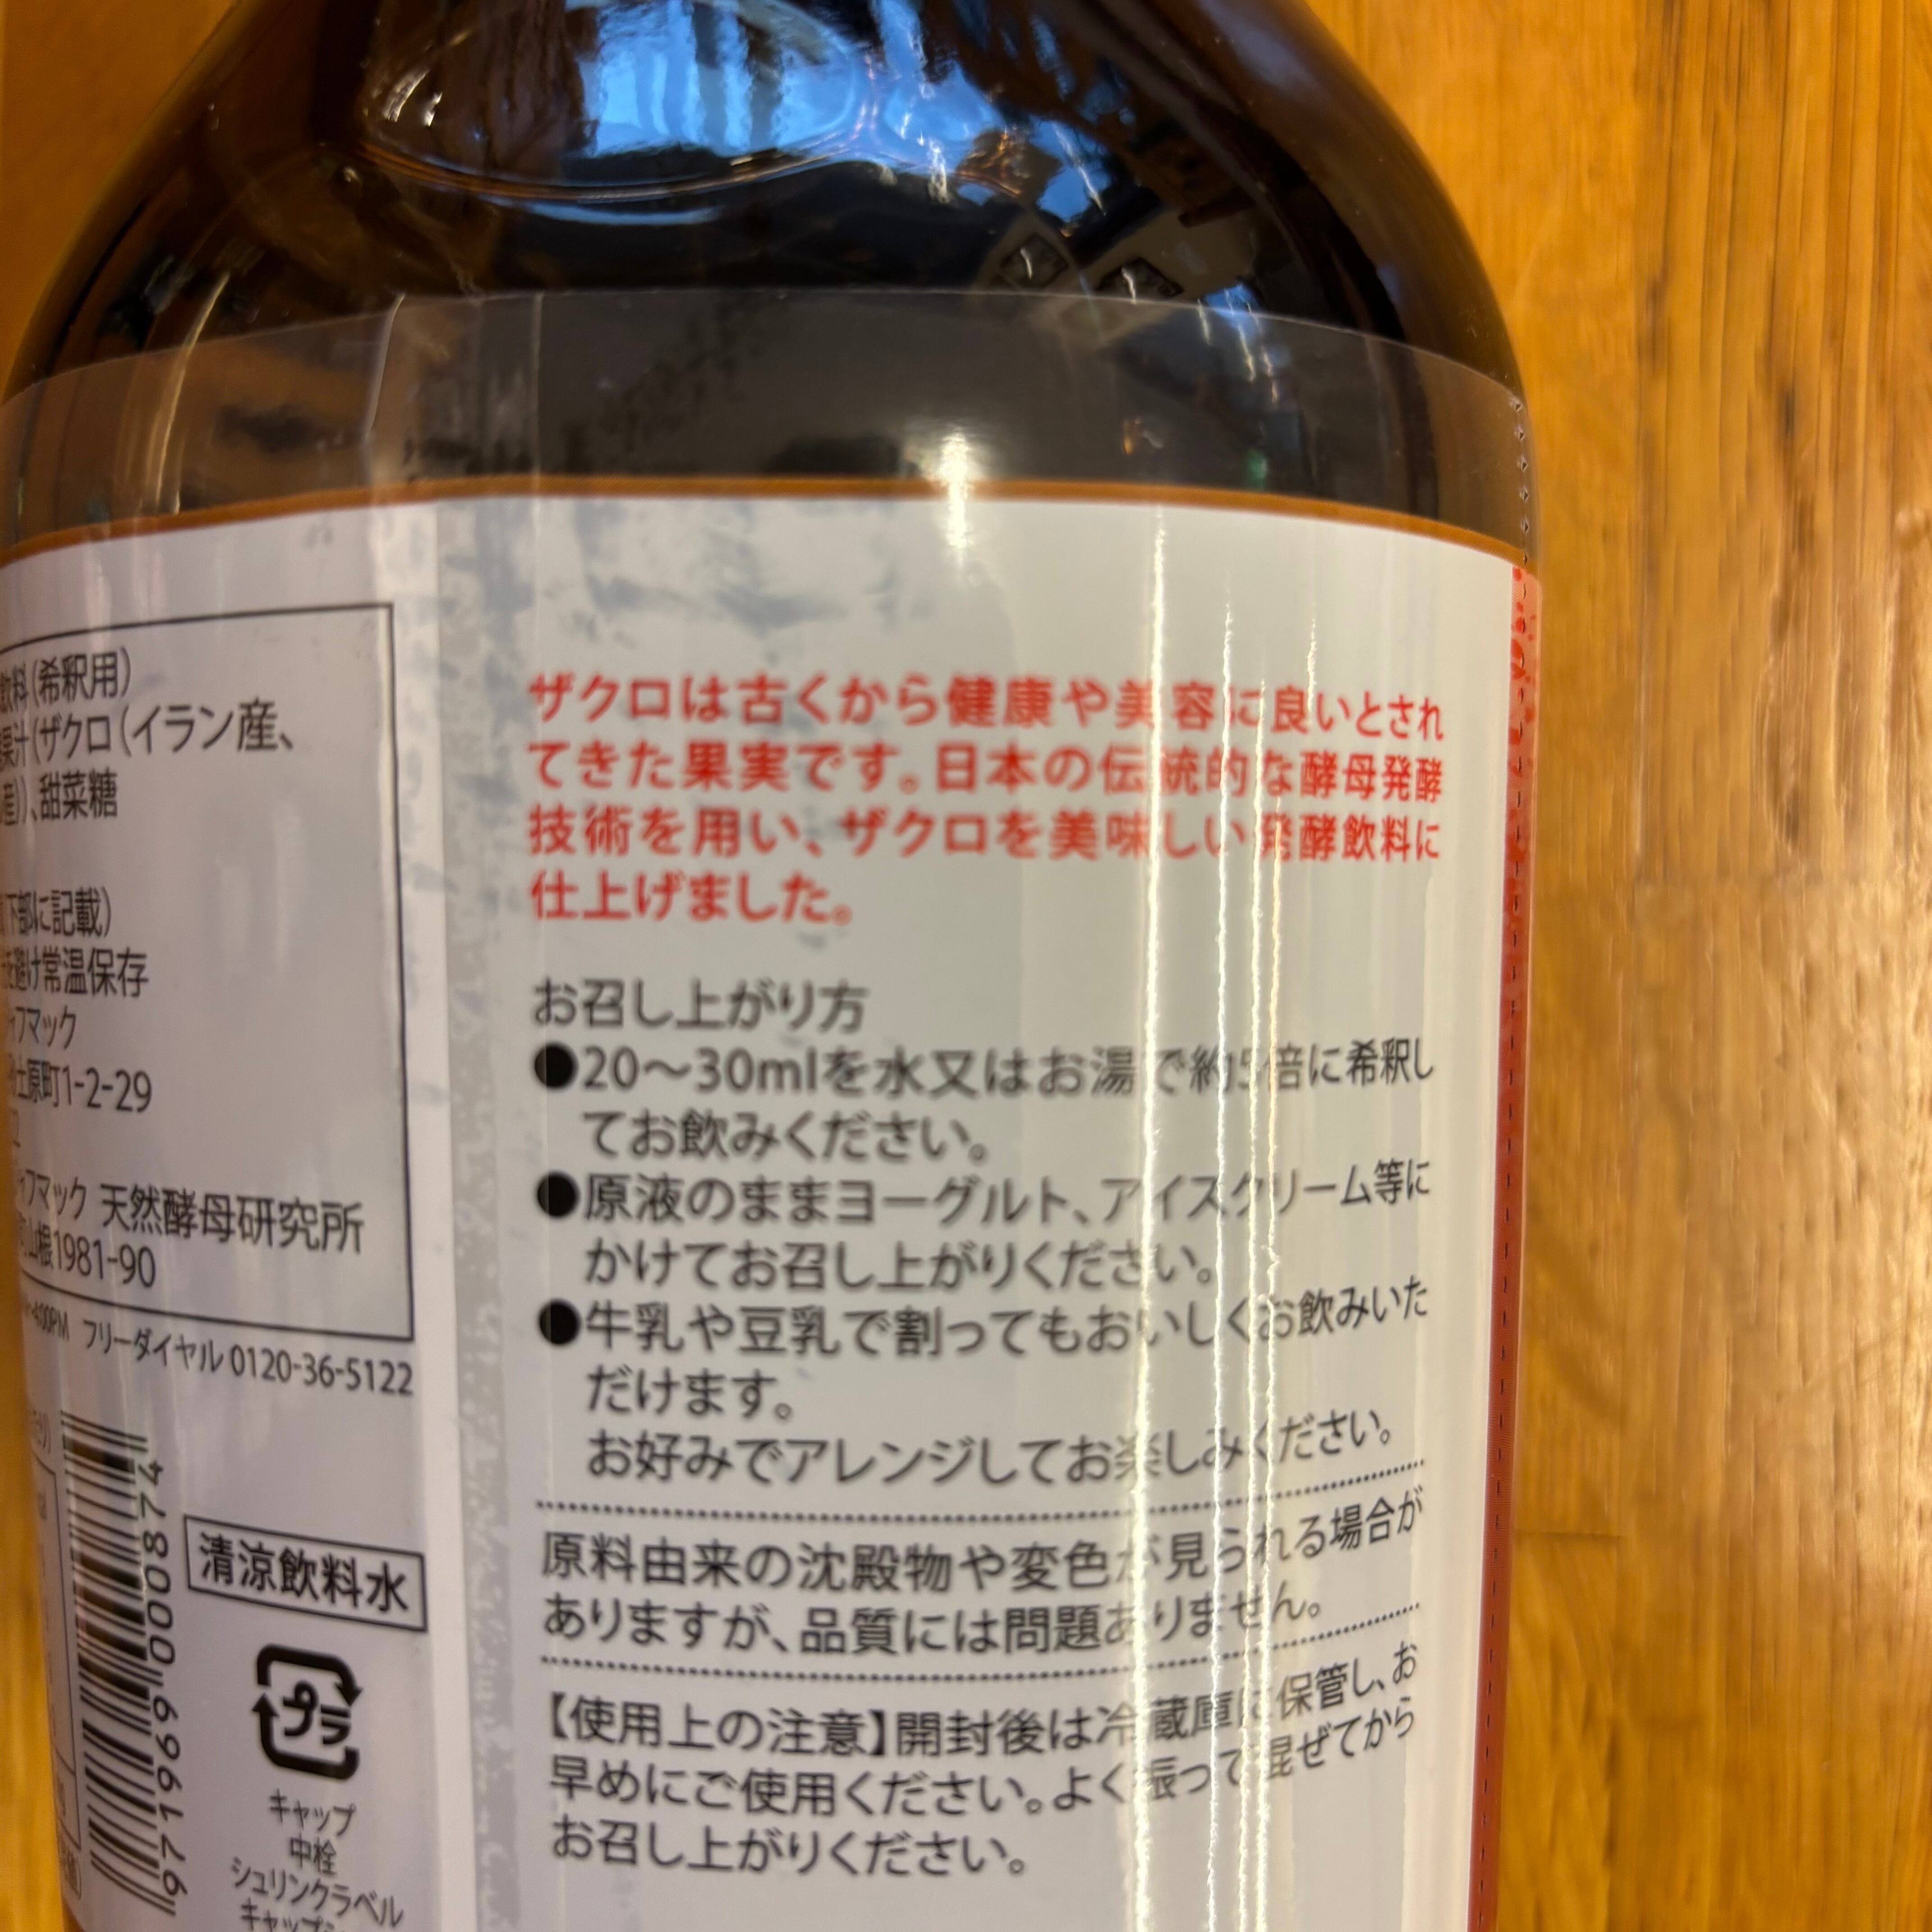 飲料(希釈用)
果汁(ザクロ(イラン産、
産))、甜菜糖
下部に記載)
避け常温保存
ャフマック
土原町1-2-29
ャフマック 天然酵母研究所
山根1981-90
4:00PM フリーダイヤル 0120-36-5122
清涼飲料水
プラ
キャップ
中栓
シュリンクラベル
4971969000874
ザクロは古くから健康や美容に良いとされ
てきた果実です。日本の伝統的な酵母発酵
技術を用い、ザクロを美味しい発酵飲料に
仕上げました。
お召し上がり方
●20〜30mlを水又はお湯で約5倍に希釈し
てお飲みください。
●原液のままヨーグルト、アイスクリーム等に
かけてお召し上がりください。
●牛乳や豆乳で割ってもおいしくお飲みいた
だけます。
お好みでアレンジしてお楽しみください。
原料由来の沈殿物や変色が見られる場合が
ありますが、品質には問題ありません。
【使用上の注意】開封後は冷蔵庫に保管し、お
早めにご使用ください。よく振って混ぜてから
お召し上がりください。